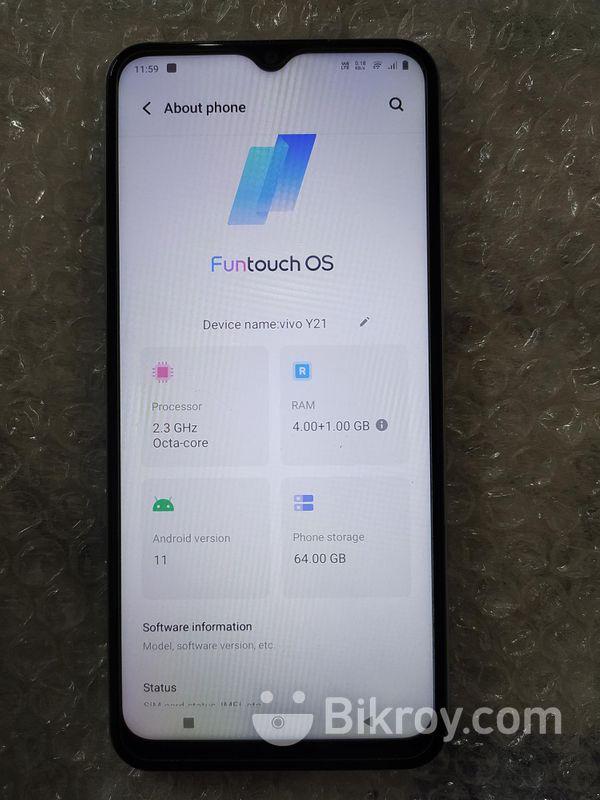 11:59
About phone
Funtouch OS
Device name:vivo Y21
Processor
2.3 GHz
Octa-core
R
RAM
4.00+1.00 GB
Android version
11
Phone storage
64.00 GB
Software information
Model, software version, etc.
Status
SIM card status, IMEI, etc.
Bikroy.com